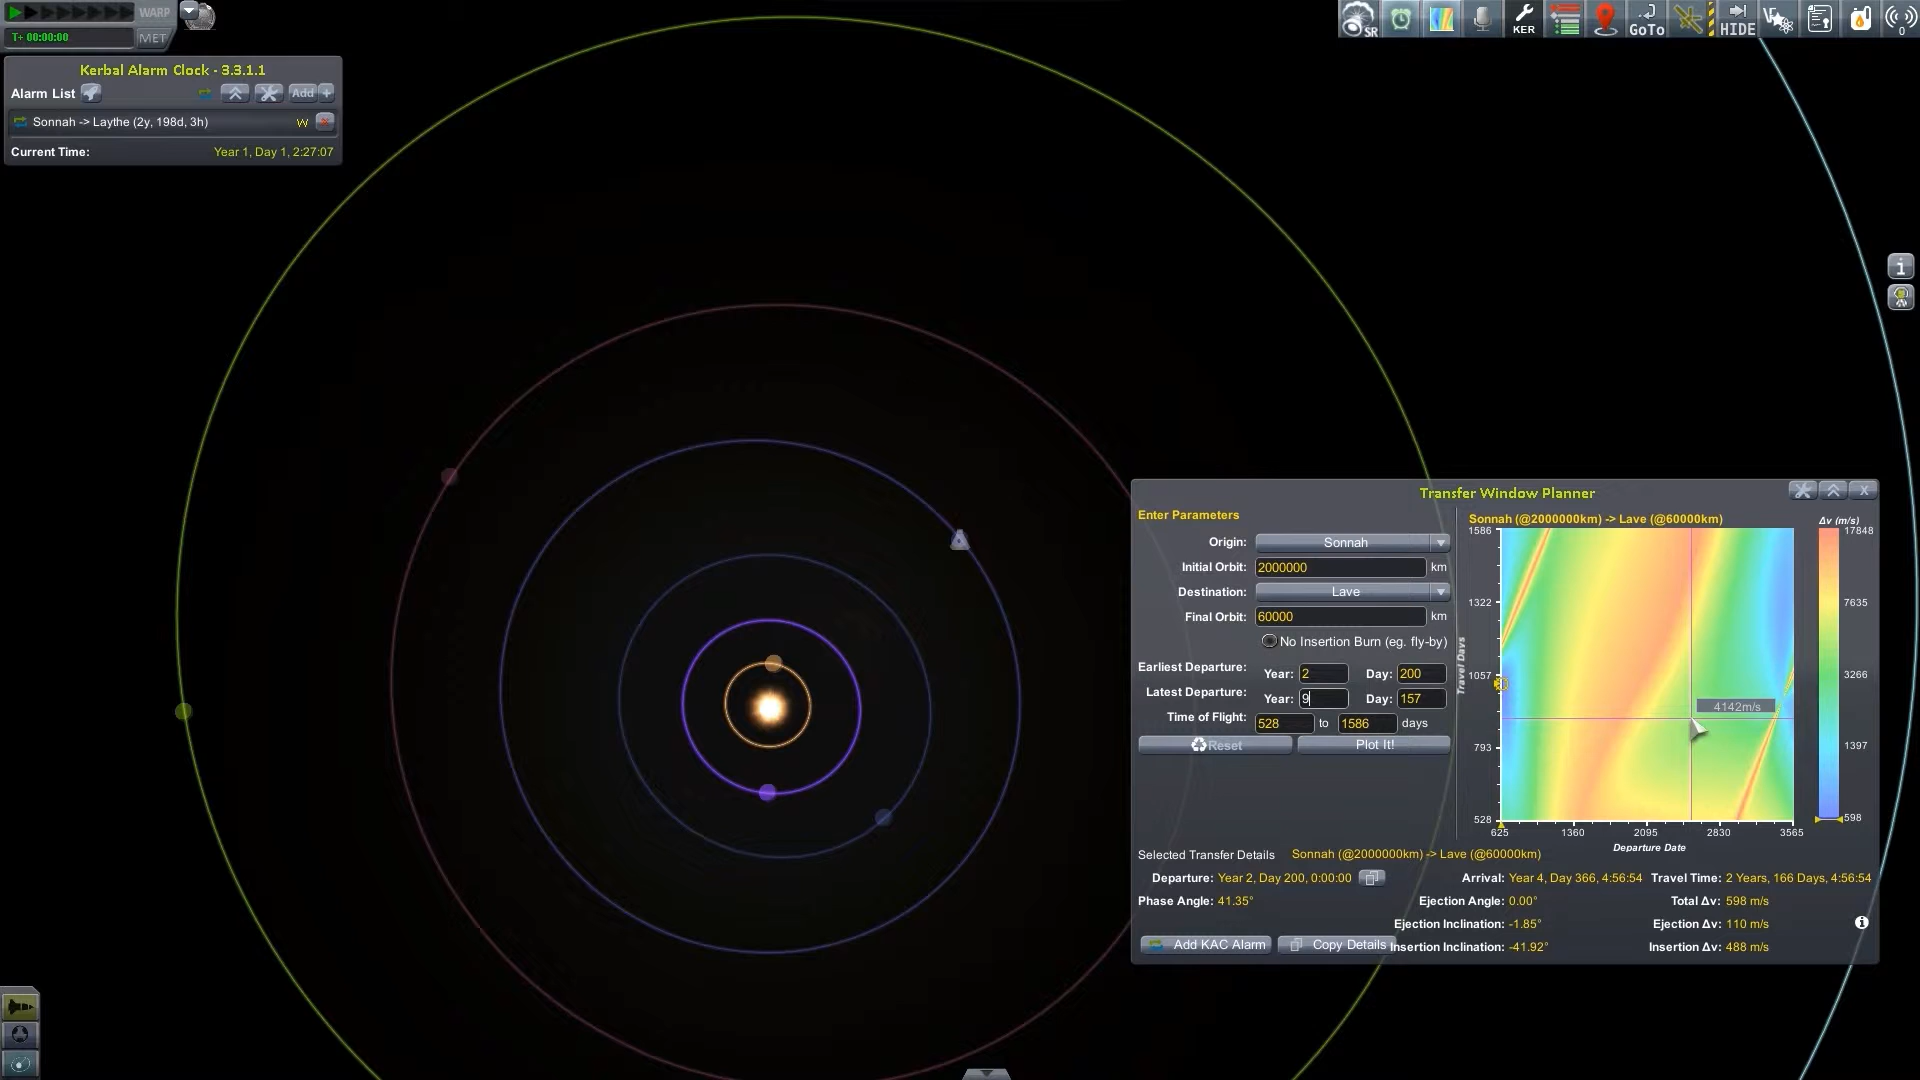 WARP
T+ 00:00:00
MET
SR
KER
GoTo
HIDE
0
Kerbal Alarm Clock - 3.3.1.1
Alarm List
Add +
Sonnah -> Laythe (2y, 198d, 3h)
W
Current Time:
Year 1, Day 1, 2:27:07
Transfer Window Planner
Enter Parameters
Origin: Sonnah
Initial Orbit: 2000000 km
Destination: Lave
Final Orbit: 60000 km
No Insertion Burn (eg. fly-by)
Earliest Departure: Year: 2 Day: 200
Latest Departure: Year: 9 Day: 157
Time of Flight: 528 to 1586 days
Reset
Plot It!
Sonnah (@2000000km) -> Lave (@60000km)
Δv (m/s)
1586
1322
1057
793
528
Travel Days
4142m/s
17848
7635
3266
1397
598
625 1360 2095 2830 3565
Departure Date
Selected Transfer Details Sonnah (@2000000km) -> Lave (@60000km)
Departure: Year 2, Day 200, 0:00:00 Arrival: Year 4, Day 366, 4:56:54 Travel Time: 2 Years, 166 Days, 4:56:54
Phase Angle: 41.35° Ejection Angle: 0.00° Total Δv: 598 m/s
Ejection Inclination: -1.85° Ejection Δv: 110 m/s
Add KAC Alarm Copy Details Insertion Inclination: -41.92° Insertion Δv: 488 m/s